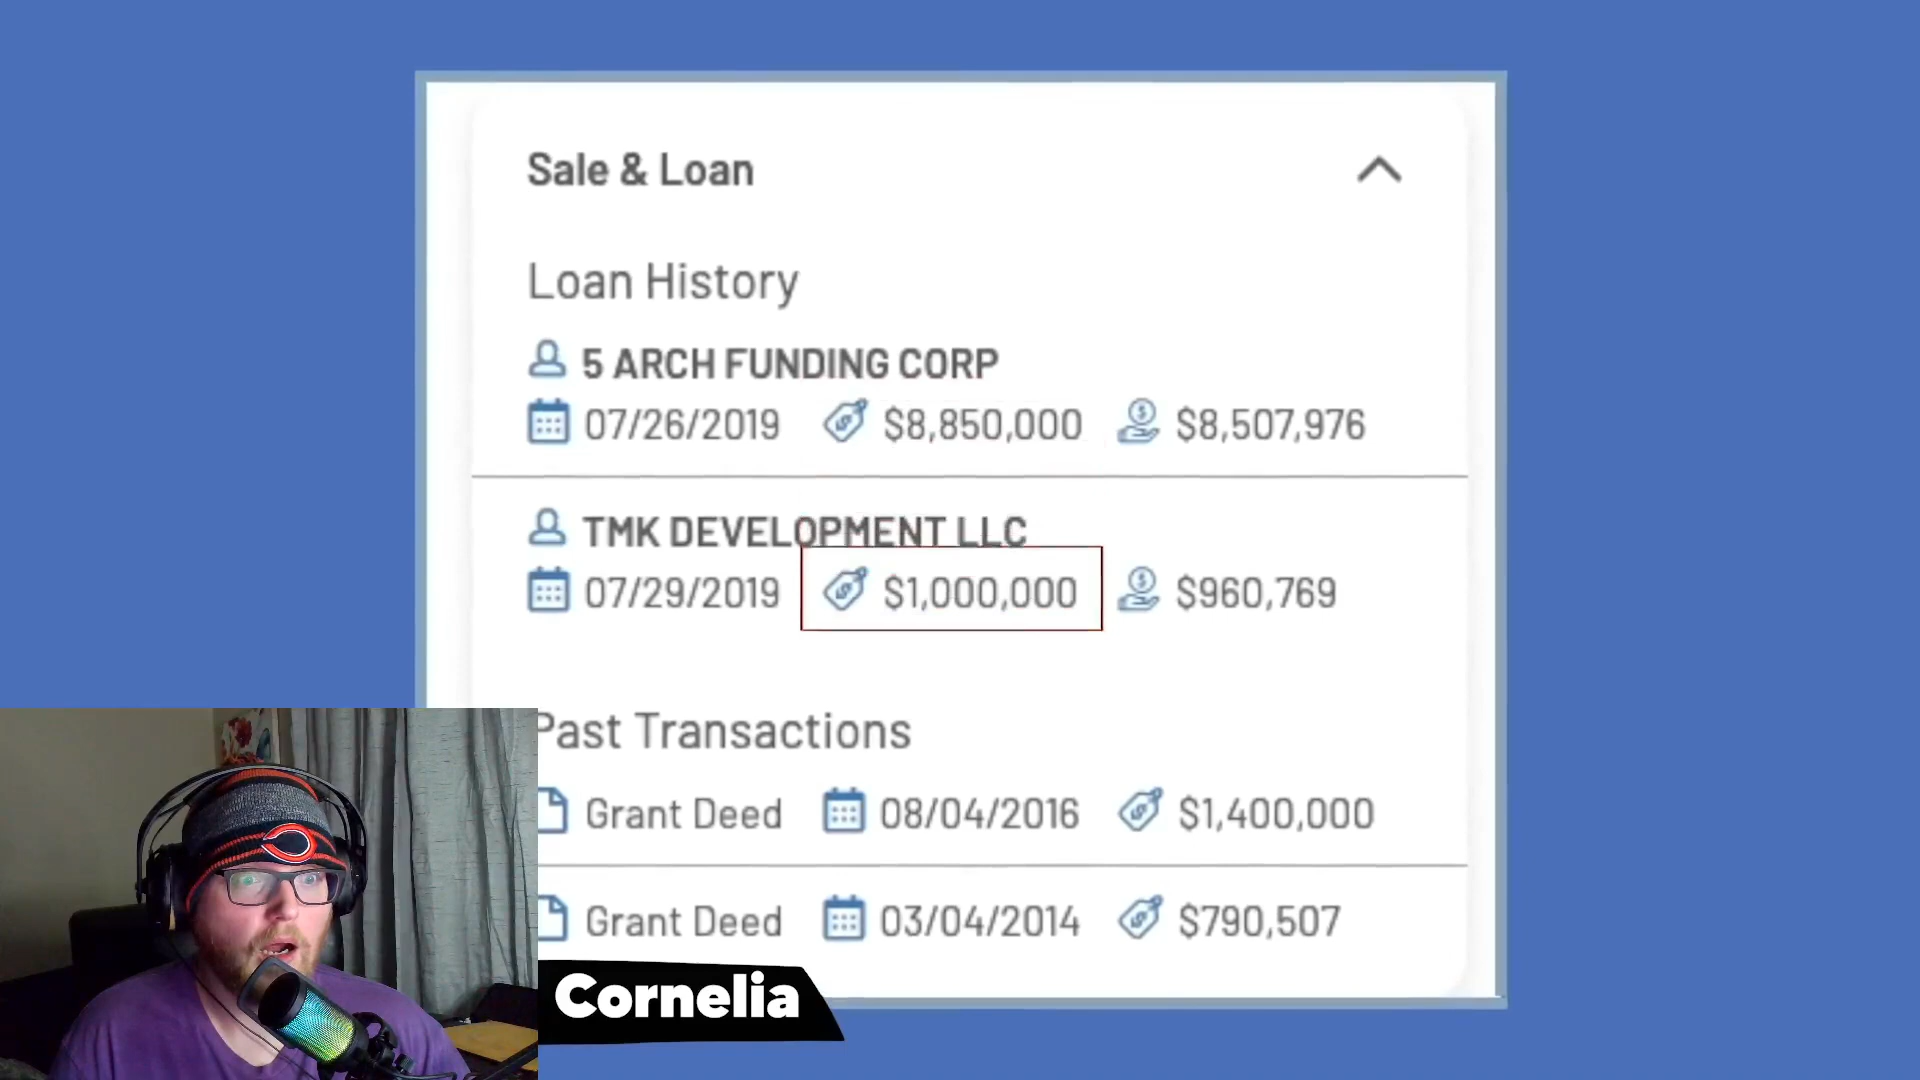 Sale & Loan
Loan History
5 ARCH FUNDING CORP
07/26/2019 $8,850,000 $8,507,976
TMK DEVELOPMENT LLC
07/29/2019 $1,000,000 $960,769
Past Transactions
Grant Deed 08/04/2016 $1,400,000
Grant Deed 03/04/2014 $790,507
Cornelia